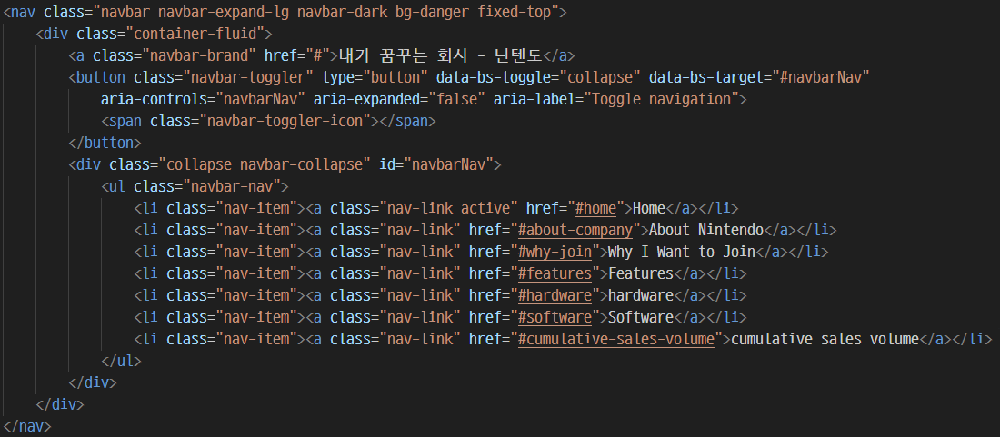 <nav class="navbar navbar-expand-lg navbar-dark bg-danger fixed-top">
    <div class="container-fluid">
        <a class="navbar-brand" href="#">내가 꿈꾸는 회사 - 닌텐도</a>
        <button class="navbar-toggler" type="button" data-bs-toggle="collapse" data-bs-target="#navbarNav"
            aria-controls="navbarNav" aria-expanded="false" aria-label="Toggle navigation">
            <span class="navbar-toggler-icon"></span>
        </button>
        <div class="collapse navbar-collapse" id="navbarNav">
            <ul class="navbar-nav">
                <li class="nav-item"><a class="nav-link active" href="#home">Home</a></li>
                <li class="nav-item"><a class="nav-link" href="#about-company">About Nintendo</a></li>
                <li class="nav-item"><a class="nav-link" href="#why-join">Why I Want to Join</a></li>
                <li class="nav-item"><a class="nav-link" href="#features">Features</a></li>
                <li class="nav-item"><a class="nav-link" href="#hardware">hardware</a></li>
                <li class="nav-item"><a class="nav-link" href="#software">Software</a></li>
                <li class="nav-item"><a class="nav-link" href="#cumulative-sales-volume">cumulative sales volume</a></li>
            </ul>
        </div>
    </div>
</nav>